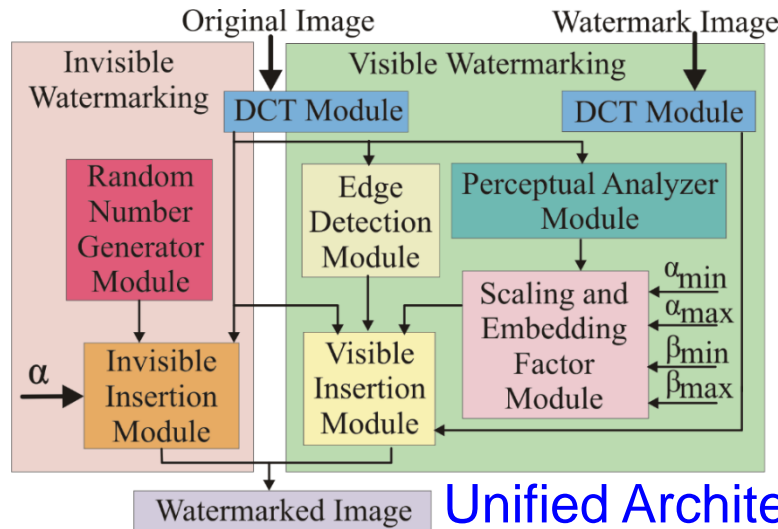 Original Image
Watermark Image
Invisible
Watermarking
Visible Watermarking
DCT Module
DCT Module
Random
Number
Generator
Module
Edge
Detection
Module
Perceptual Analyzer
Module
Scaling and
Embedding
Factor
Module
αmin
αmax
βmin
βmax
α
Invisible
Insertion
Module
Visible
Insertion
Module
Watermarked Image
Unified Archite